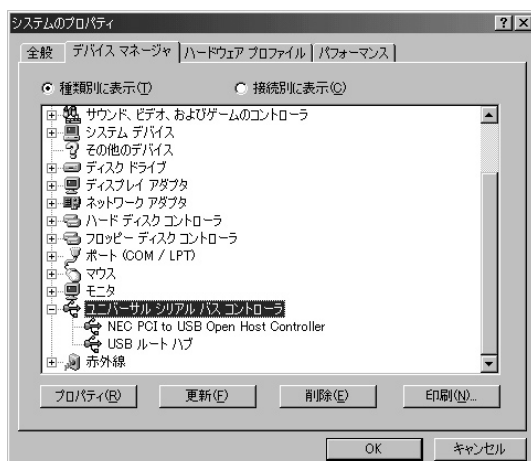 システムのプロパティ
全般 デバイス マネージャ ハードウェア プロファイル パフォーマンス
種類別に表示(T) 接続別に表示(C)
サウンド、ビデオ、およびゲームのコントローラ
システム デバイス
その他のデバイス
ディスク ドライブ
ディスプレイ アダプタ
ネットワーク アダプタ
ハード ディスク コントローラ
フロッピー ディスク コントローラ
ポート (COM / LPT)
マウス
モニタ
ユニバーサル シリアル バス コントローラ
NEC PCI to USB Open Host Controller
USB ルート ハブ
赤外線
プロパティ(R) 更新(F) 削除(E) 印刷(N)...
OK キャンセル